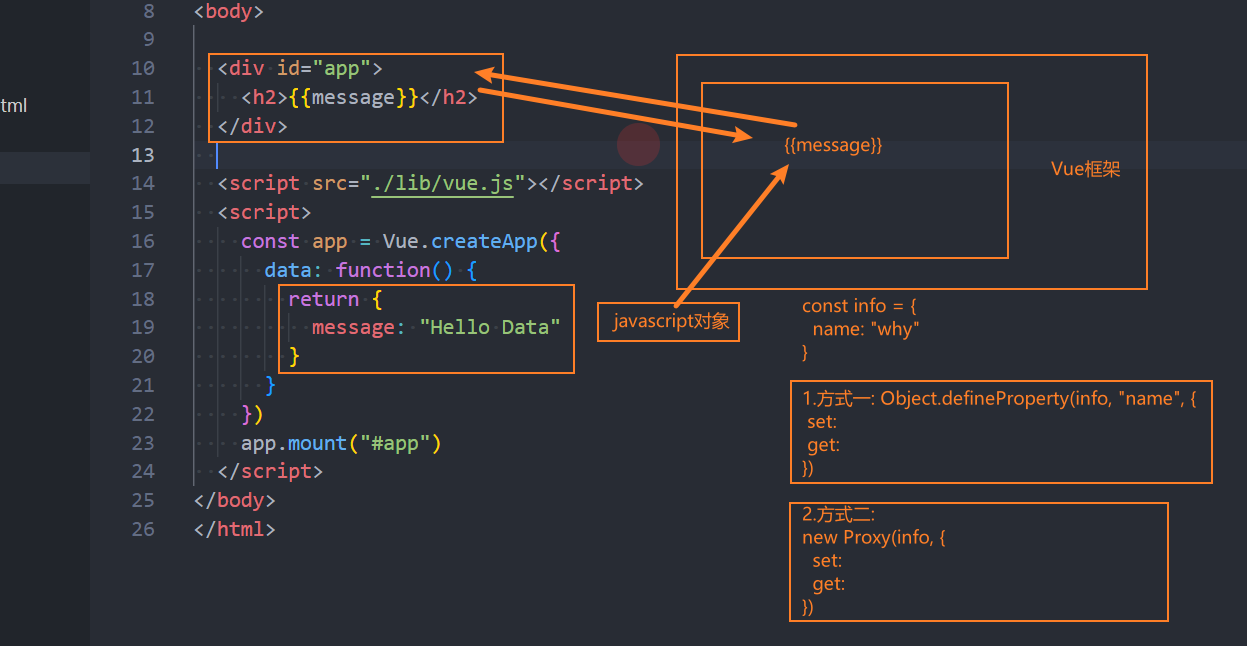 tml
8 <body>
9
10 <div id="app">
11 <h2>{{message}}</h2>
12 </div>
13
14 <script src="./lib/vue.js"></script>
15 <script>
16 const app = Vue.createApp({
17 data: function() {
18 return {
19 message: "Hello Data"
20 }
21 }
22 })
23 app.mount("#app")
24 </script>
25 </body>
26 </html>
{{message}}
Vue框架
javascript对象
const info = {
name: "why"
}
1.方式一: Object.defineProperty(info, "name", {
set:
get:
})
2.方式二:
new Proxy(info, {
set:
get:
})